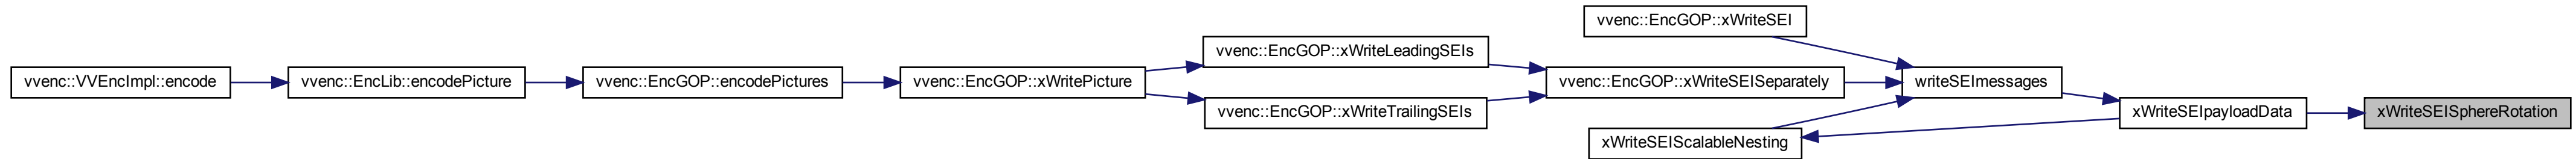 vvenc::VVEncImpl::encode
vvenc::EncLib::encodePicture
vvenc::EncGOP::encodePictures
vvenc::EncGOP::xWritePicture
vvenc::EncGOP::xWriteLeadingSEIs
vvenc::EncGOP::xWriteTrailingSEIs
vvenc::EncGOP::xWriteSEI
vvenc::EncGOP::xWriteSEISeparately
xWriteSEIScalableNesting
writeSEImessages
xWriteSEIpayloadData
xWriteSEISphereRotation